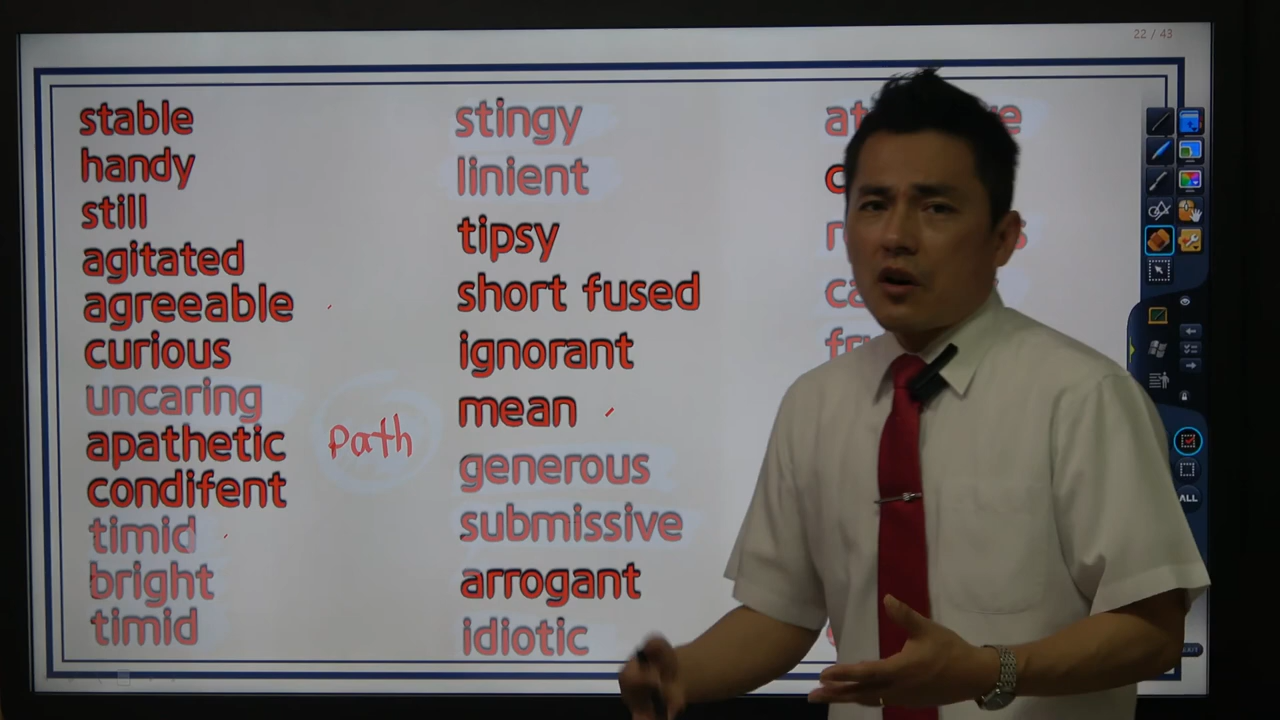 22 / 43
stable
handy
still
agitated
agreeable
curious
uncaring
apathetic
condifent
timid
bright
timid
path
stingy
linient
tipsy
short fused
ignorant
mean
generous
submissive
arrogant
idiotic
ALL